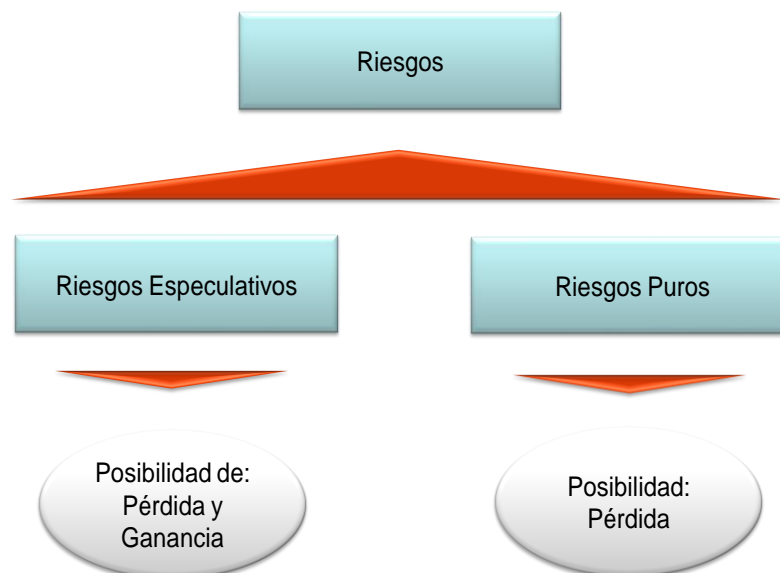 Riesgos
Riesgos Especulativos
Riesgos Puros
Posibilidad de:
Pérdida y
Ganancia
Posibilidad:
Pérdida